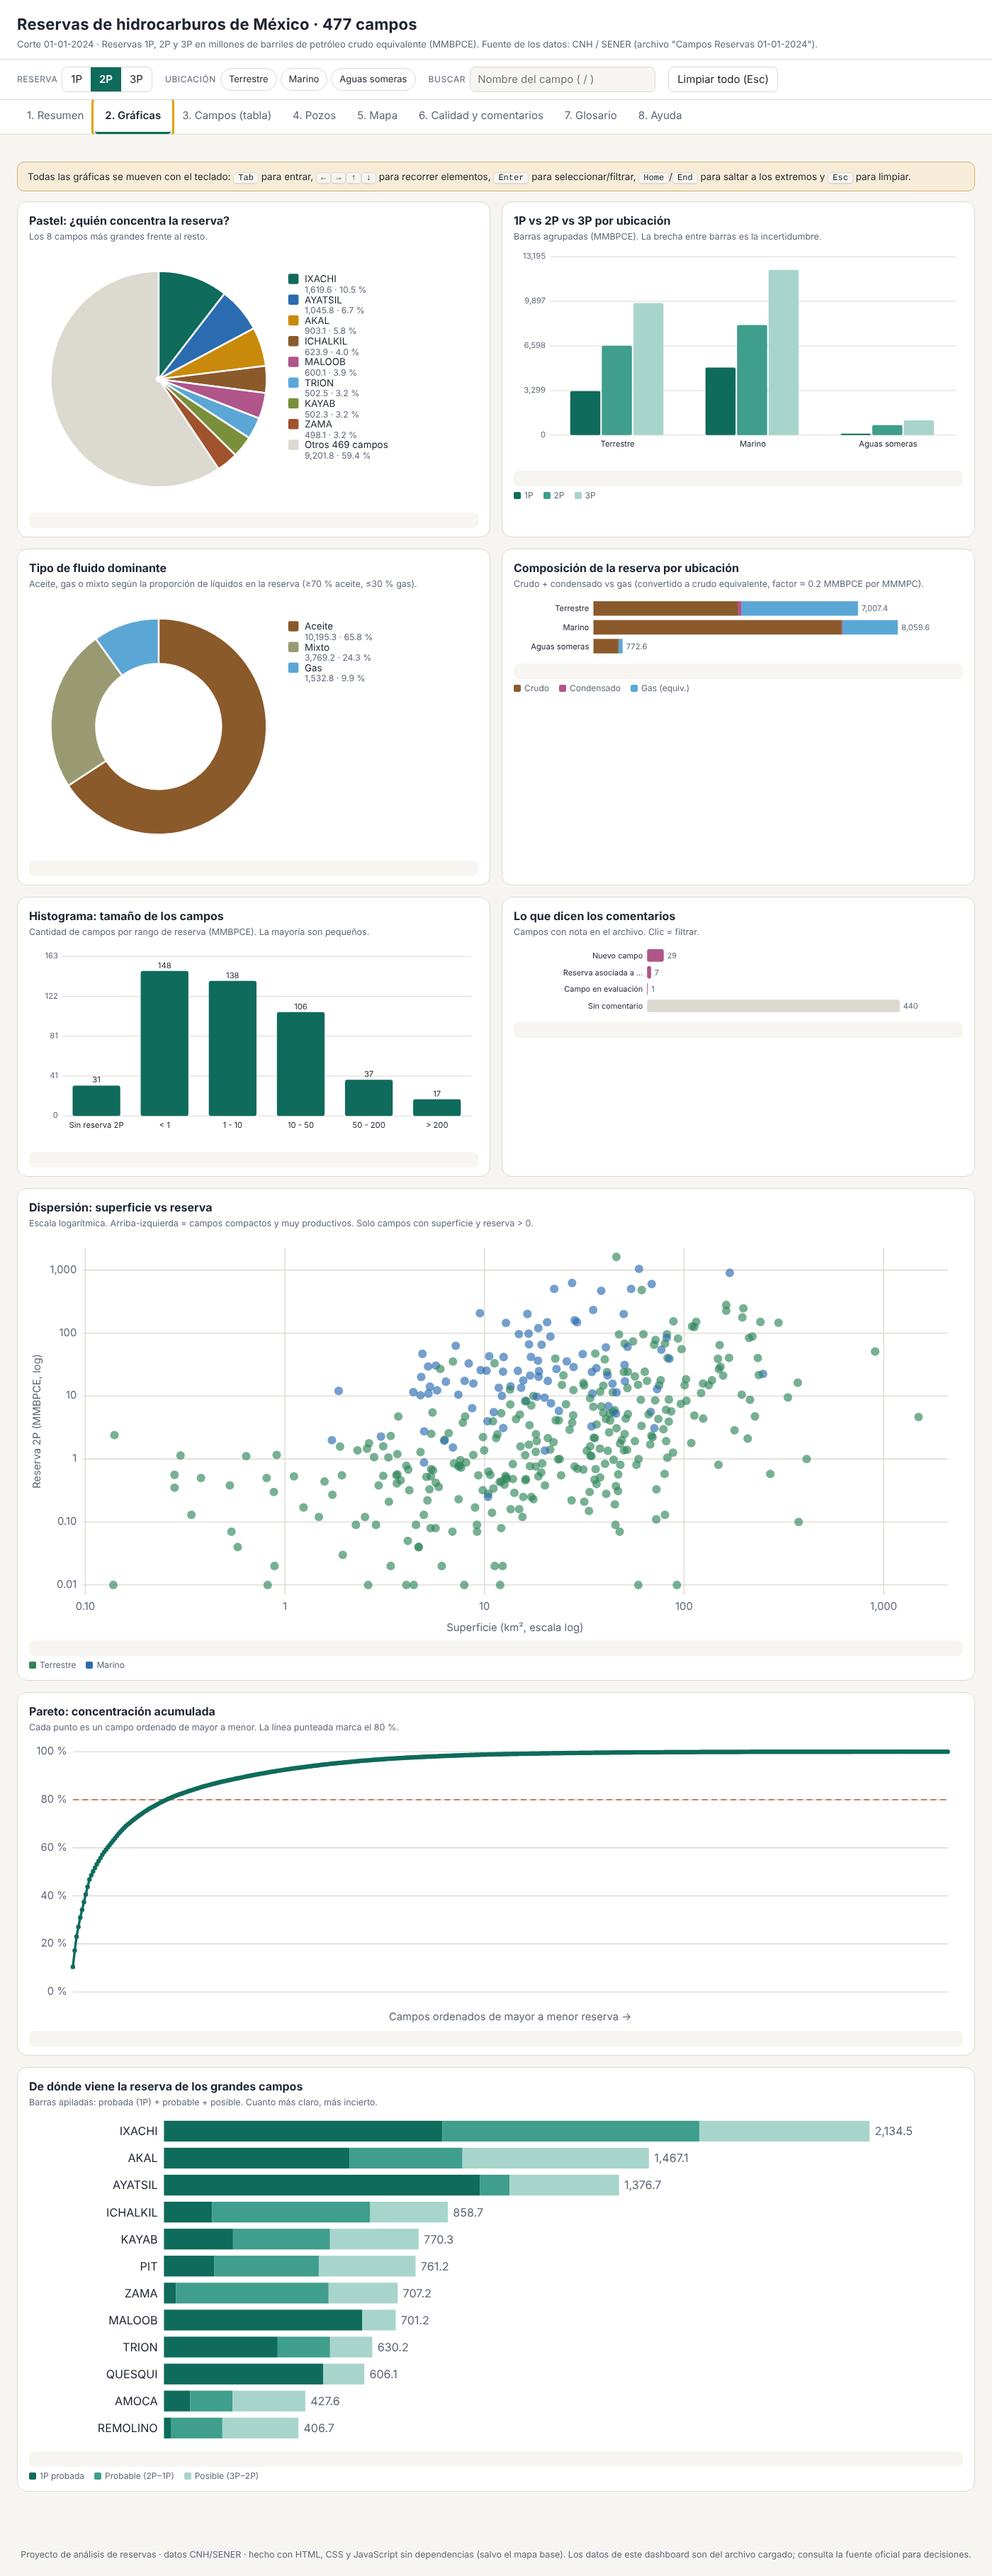 Reservas de hidrocarburos de México · 477 campos
Corte 01-01-2024 · Reservas 1P, 2P y 3P en millones de barriles de petróleo crudo equivalente (MMBPCE). Fuente de los datos: CNH / SENER (archivo "Campos Reservas 01-01-2024").
RESERVA 1P 2P 3P UBICACIÓN Terrestre Marino Aguas someras BUSCAR Nombre del campo ( / ) Limpiar todo (Esc)
1. Resumen 2. Gráficas 3. Campos (tabla) 4. Pozos 5. Mapa 6. Calidad y comentarios 7. Glosario 8. Ayuda
Todas las gráficas se mueven con el teclado: Tab para entrar, ← → ↑ ↓ para recorrer elementos, Enter para seleccionar/filtrar, Home / End para saltar a los extremos y Esc para limpiar.
Pastel: ¿quién concentra la reserva?
Los 8 campos más grandes frente al resto.
IXACHI
1,619.6 · 10.5 %
AYATSIL
1,045.8 · 6.7 %
AKAL
903.1 · 5.8 %
ICHALKIL
623.9 · 4.0 %
MALOOB
600.1 · 3.9 %
TRION
502.5 · 3.2 %
KAYAB
502.3 · 3.2 %
ZAMA
498.1 · 3.2 %
Otros 469 campos
9,201.8 · 59.4 %
1P vs 2P vs 3P por ubicación
Barras agrupadas (MMBPCE). La brecha entre barras es la incertidumbre.
13,195
9,897
6,598
3,299
0
Terrestre Marino Aguas someras
1P 2P 3P
Tipo de fluido dominante
Aceite, gas o mixto según la proporción de líquidos en la reserva (≥70 % aceite, ≤30 % gas).
Aceite
10,195.3 · 65.8 %
Mixto
3,769.2 · 24.3 %
Gas
1,532.8 · 9.9 %
Composición de la reserva por ubicación
Crudo + condensado vs gas (convertido a crudo equivalente, factor ≈ 0.2 MMBPCE por MMMPC).
Terrestre 7,007.4
Marino 8,059.6
Aguas someras 772.6
Crudo Condensado Gas (equiv.)
Histograma: tamaño de los campos
Cantidad de campos por rango de reserva (MMBPCE). La mayoría son pequeños.
163
122
81
41
0
31 148 138 106 37 17
Sin reserva 2P < 1 1 - 10 10 - 50 50 - 200 > 200
Lo que dicen los comentarios
Campos con nota en el archivo. Clic = filtrar.
Nuevo campo 29
Reserva asociada a ... 7
Campo en evaluación 1
Sin comentario 440
Dispersión: superficie vs reserva
Escala logarítmica. Arriba-izquierda = campos compactos y muy productivos. Solo campos con superficie y reserva > 0.
Reserva 2P (MMBPCE, log)
1,000
100
10
1
0.10
0.01
0.10 1 10 100 1,000
Superficie (km², escala log)
Terrestre Marino
Pareto: concentración acumulada
Cada punto es un campo ordenado de mayor a menor. La línea punteada marca el 80 %.
100 %
80 %
60 %
40 %
20 %
0 %
Campos ordenados de mayor a menor reserva →
De dónde viene la reserva de los grandes campos
Barras apiladas: probada (1P) + probable + posible. Cuanto más claro, más incierto.
IXACHI 2,134.5
AKAL 1,467.1
AYATSIL 1,376.7
ICHALKIL 858.7
KAYAB 770.3
PIT 761.2
ZAMA 707.2
MALOOB 701.2
TRION 630.2
QUESQUI 606.1
AMOCA 427.6
REMOLINO 406.7
1P probada Probable (2P−1P) Posible (3P−2P)
Proyecto de análisis de reservas · datos CNH/SENER · hecho con HTML, CSS y JavaScript sin dependencias (salvo el mapa base). Los datos de este dashboard son del archivo cargado; consulta la fuente oficial para decisiones.